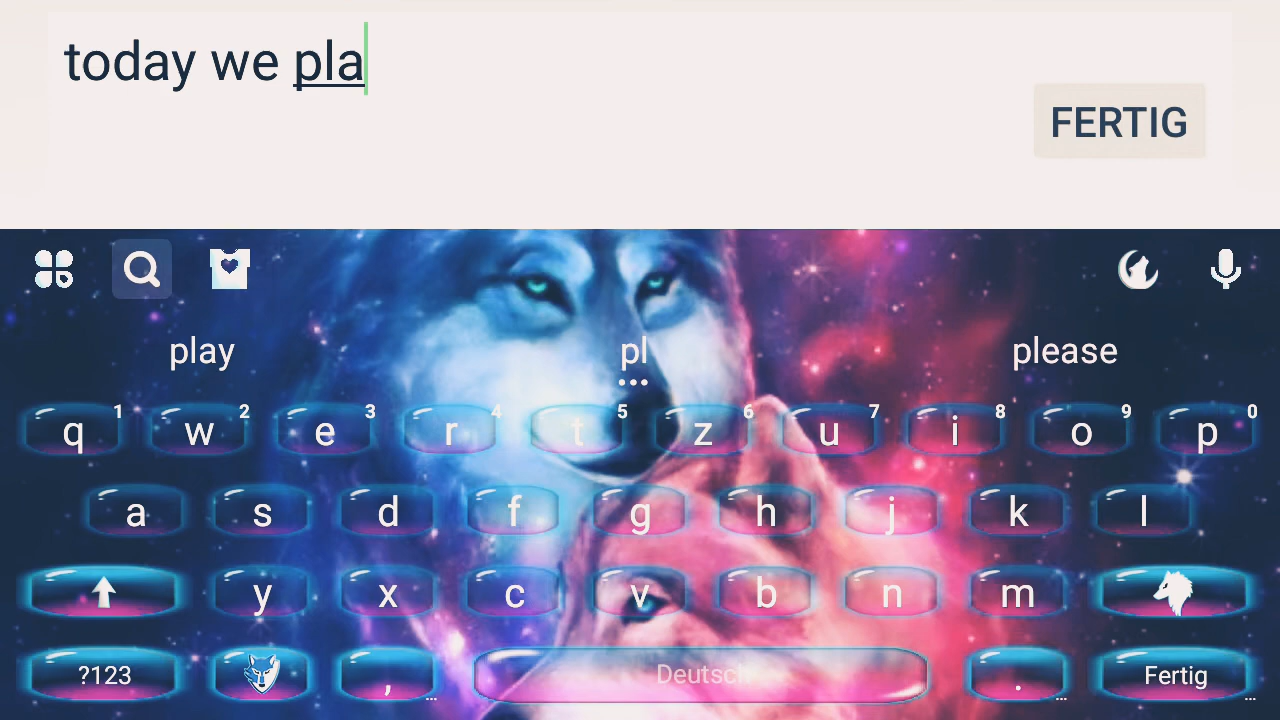 today we pla
FERTIG
play pl please
q 1 w 2 e 3 r 4 t 5 z 6 u 7 i 8 o 9 p 0
a s d f g h j k l
y x c v b n m
?123 , Deutsch . Fertig